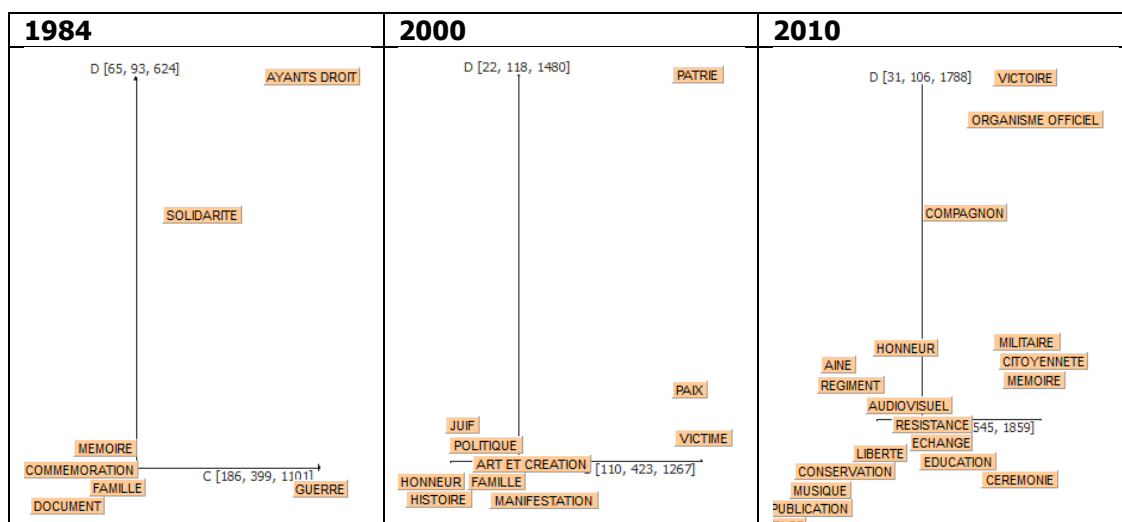 1984
D [65, 93, 624]
AYANTS DROIT
SOLIDARITE
MEMOIRE
COMMEMORATION
C [186, 399, 1101]
FAMILLE
GUERRE
DOCUMENT
2000
D [22, 118, 1480]
PATRIE
PAIX
JUIF
VICTIME
POLITIQUE
ART ET CREATION
[110, 423, 1267]
HONNEUR
FAMILLE
HISTOIRE
MANIFESTATION
2010
D [31, 106, 1788]
VICTOIRE
ORGANISME OFFICIEL
COMPAGNON
HONNEUR
MILITAIRE
AINE
CITOYENNETE
REGIMENT
MEMOIRE
AUDIOVISUEL
RESISTANCE
545, 1859]
ECHANGE
LIBERTE
EDUCATION
CONSERVATION
CEREMONIE
MUSIQUE
PUBLICATION